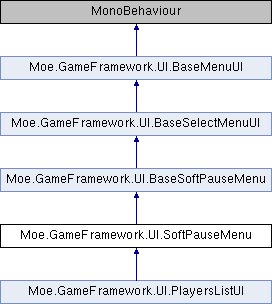 MonoBehaviour
Moe.GameFramework.UI.BaseMenuUI
Moe.GameFramework.UI.BaseSelectMenuUI
Moe.GameFramework.UI.BaseSoftPauseMenu
Moe.GameFramework.UI.SoftPauseMenu
Moe.GameFramework.UI.PlayersListUI